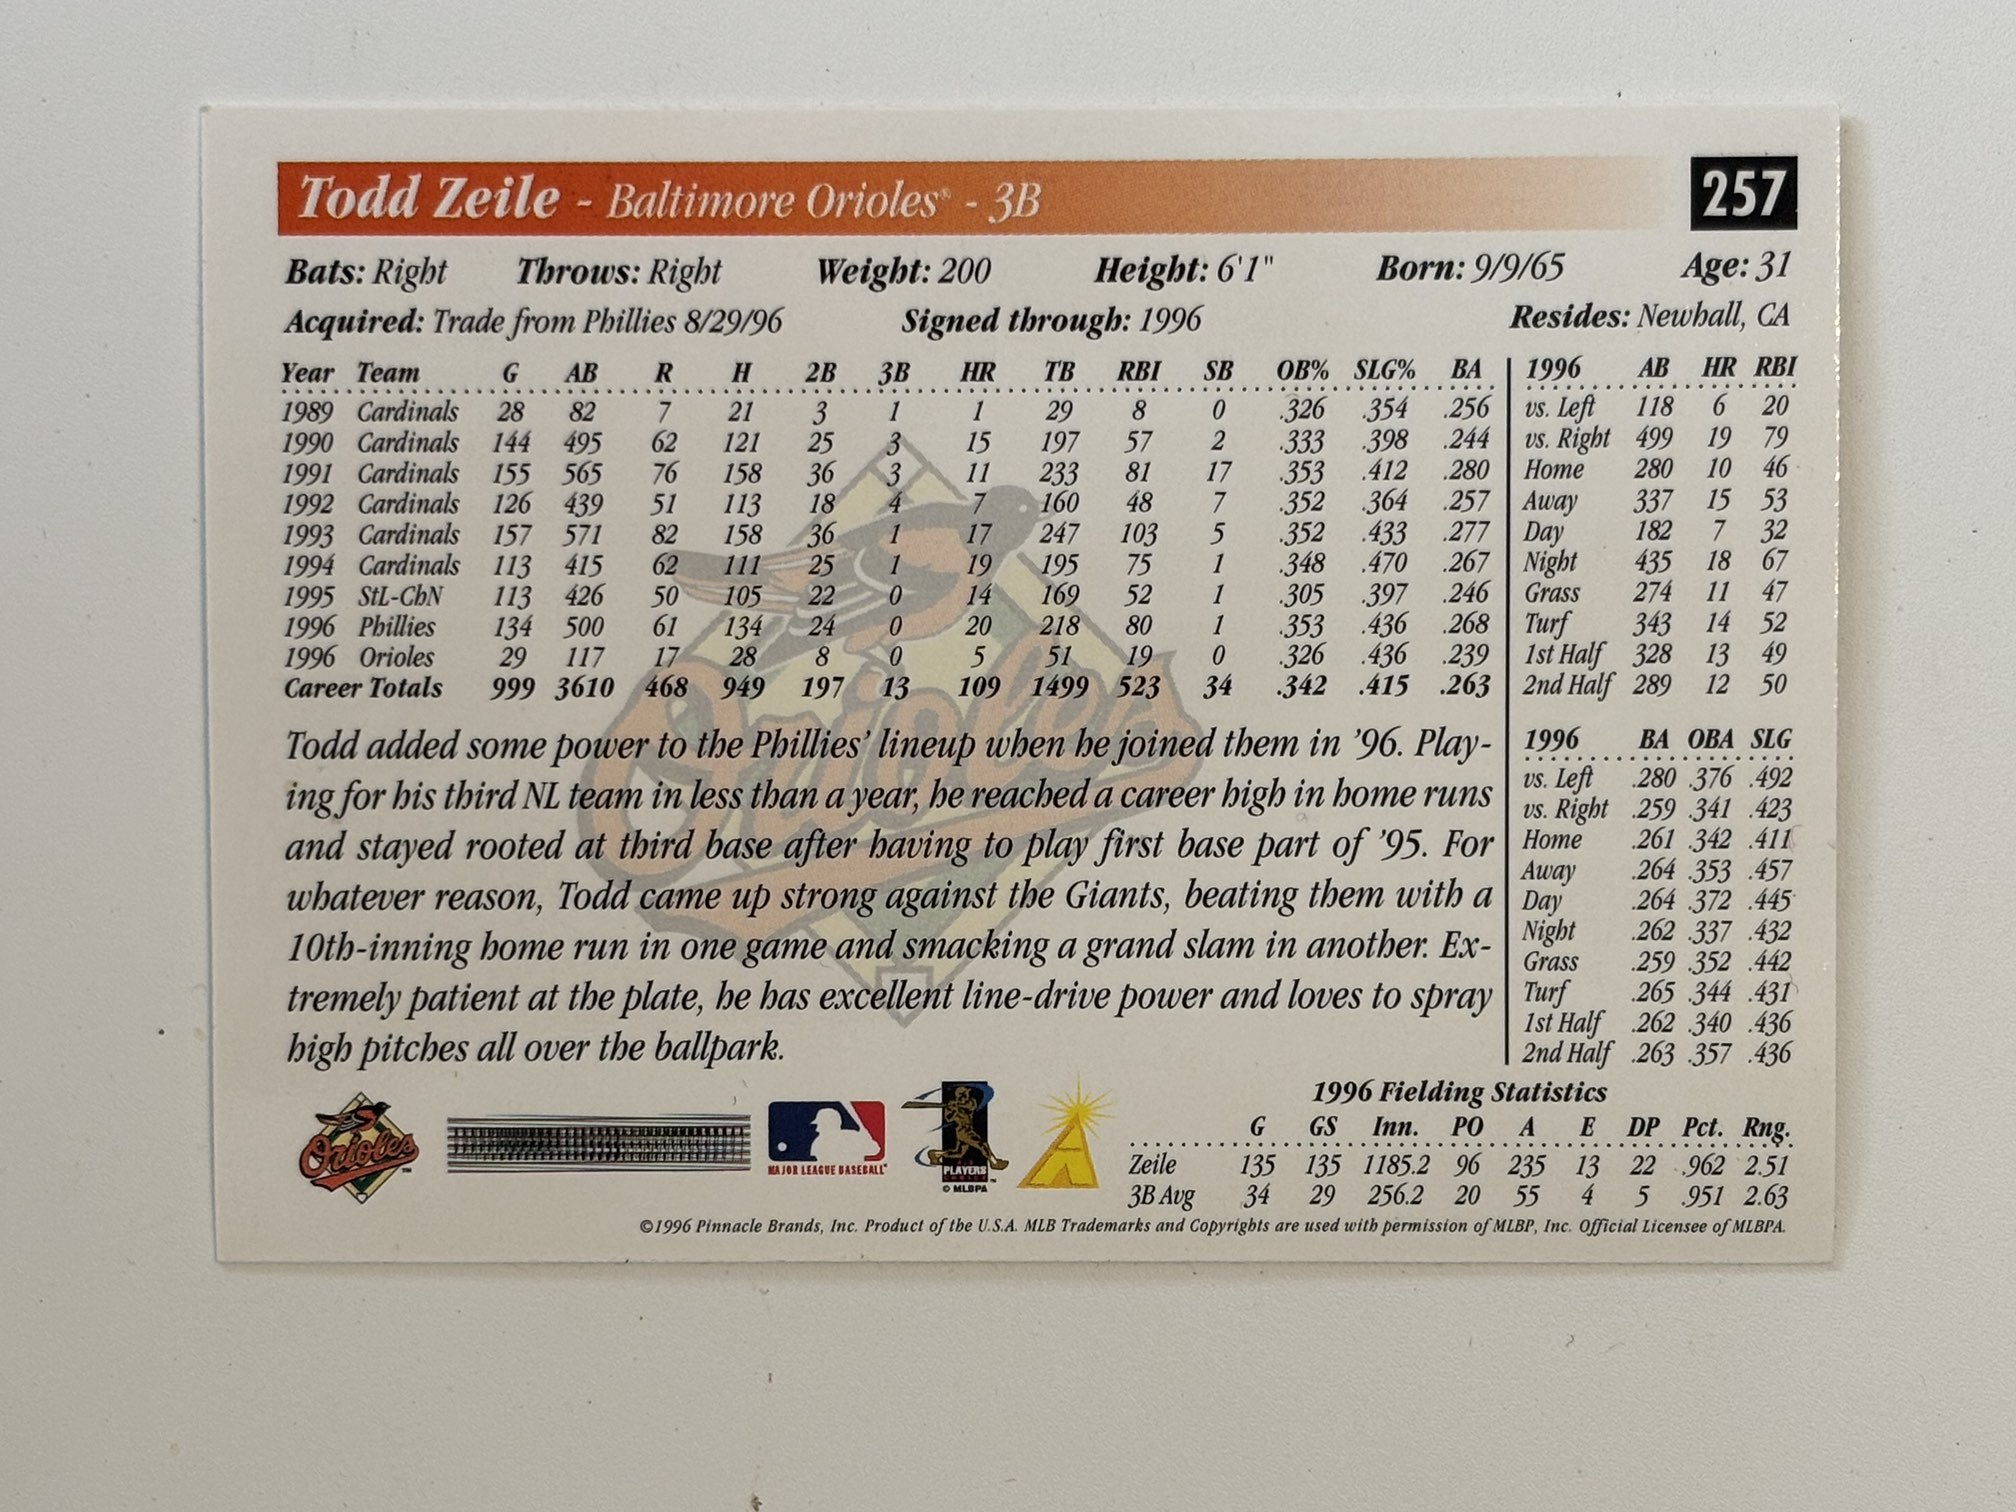 Todd Zeile - Baltimore Orioles® - 3B 257
Bats: Right Throws: Right Weight: 200 Height: 6'1" Born: 9/9/65 Age: 31
Acquired: Trade from Phillies 8/29/96 Signed through: 1996 Resides: Newhall, CA
Year Team G AB R H 2B 3B HR TB RBI SB OB% SLG% BA
1989 Cardinals 28 82 7 21 3 1 1 29 8 0 .326 .354 .256
1990 Cardinals 144 495 62 121 25 3 15 197 57 2 .333 .398 .244
1991 Cardinals 155 565 76 158 36 3 11 233 81 17 .353 .412 .280
1992 Cardinals 126 439 51 113 18 4 7 160 48 7 .352 .364 .257
1993 Cardinals 157 571 82 158 36 1 17 247 103 5 .352 .433 .277
1994 Cardinals 113 415 62 111 25 1 19 195 75 1 .348 .470 .267
1995 StL-ChN 113 426 50 105 22 0 14 169 52 1 .305 .397 .246
1996 Phillies 134 500 61 134 24 0 20 218 80 1 .353 .436 .268
1996 Orioles 29 117 17 28 8 0 5 51 19 0 .326 .436 .239
Career Totals 999 3610 468 949 197 13 109 1499 523 34 .342 .415 .263
1996 AB HR RBI
vs. Left 118 6 20
vs. Right 499 19 79
Home 280 10 46
Away 337 15 53
Day 182 7 32
Night 435 18 67
Grass 274 11 47
Turf 343 14 52
1st Half 328 13 49
2nd Half 289 12 50
Orioles
Todd added some power to the Phillies' lineup when he joined them in '96. Play-
ing for his third NL team in less than a year, he reached a career high in home runs
and stayed rooted at third base after having to play first base part of '95. For
whatever reason, Todd came up strong against the Giants, beating them with a
10th-inning home run in one game and smacking a grand slam in another. Ex-
tremely patient at the plate, he has excellent line-drive power and loves to spray
high pitches all over the ballpark.
1996 BA OBA SLG
vs. Left .280 .376 .492
vs. Right .259 .341 .423
Home .261 .342 .411
Away .264 .353 .457
Day .264 .372 .445
Night .262 .337 .432
Grass .259 .352 .442
Turf .265 .344 .431
1st Half .262 .340 .436
2nd Half .263 .357 .436
Orioles
MAJOR LEAGUE BASEBALL
PLAYERS
© MLBPA
1996 Fielding Statistics
G GS Inn. PO A E DP Pct. Rng.
Zeile 135 135 1185.2 96 235 13 22 .962 2.51
3B Avg 34 29 256.2 20 55 4 5 .951 2.63
©1996 Pinnacle Brands, Inc. Product of the U.S.A. MLB Trademarks and Copyrights are used with permission of MLBP, Inc. Official Licensee of MLBPA.